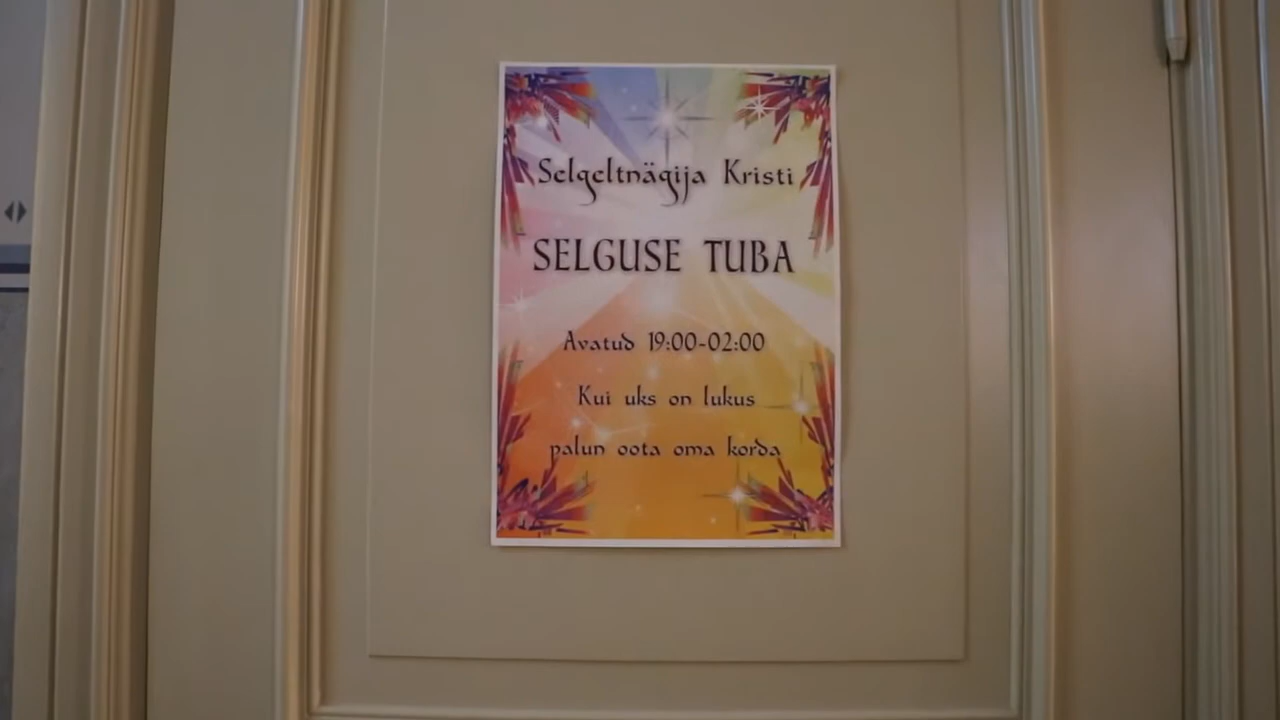 Selgeltnägija Kristi
SELGUSE TUBA
Avatud 19:00-02:00
Kui uks on lukus
palun oota oma korda